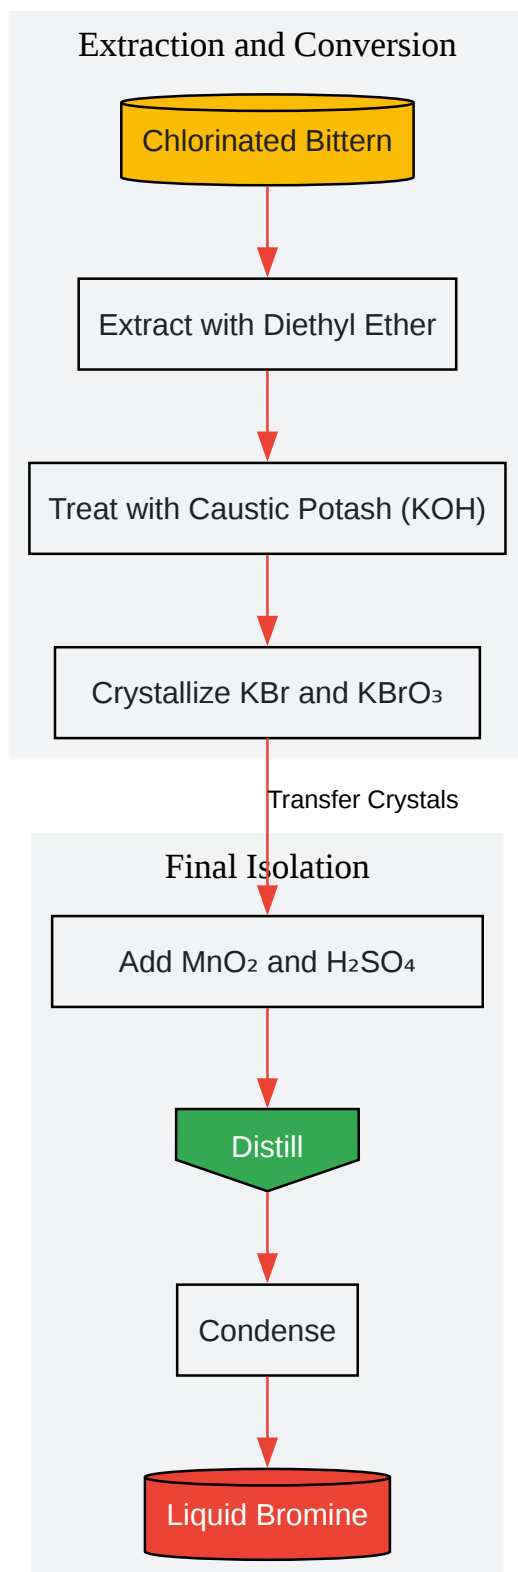 Extraction and Conversion
Chlorinated Bittern
Extract with Diethyl Ether
Treat with Caustic Potash (KOH)
Crystallize KBr and KBrO₃
Transfer Crystals
Final Isolation
Add MnO₂ and H₂SO₄
Distill
Condense
Liquid Bromine